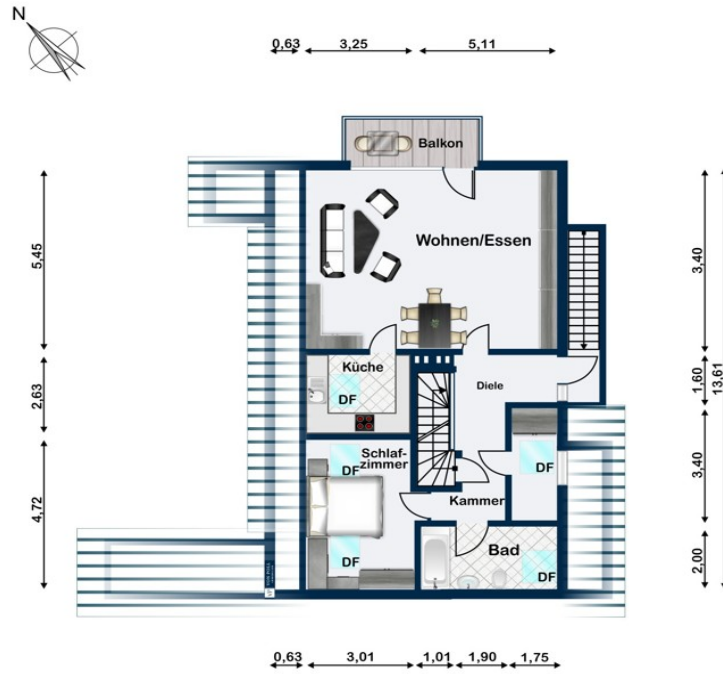 N
0,63 3,25 5,11
Balkon
Wohnen/Essen
5,45
3,40
Küche
Diele
DF
2,63
1,60
13,61
Schlaf-
zimmer
DF
DF
Kammer
4,72
3,40
Bad
DF
DF
2,00
0,63 3,01 1,01 1,90 1,75